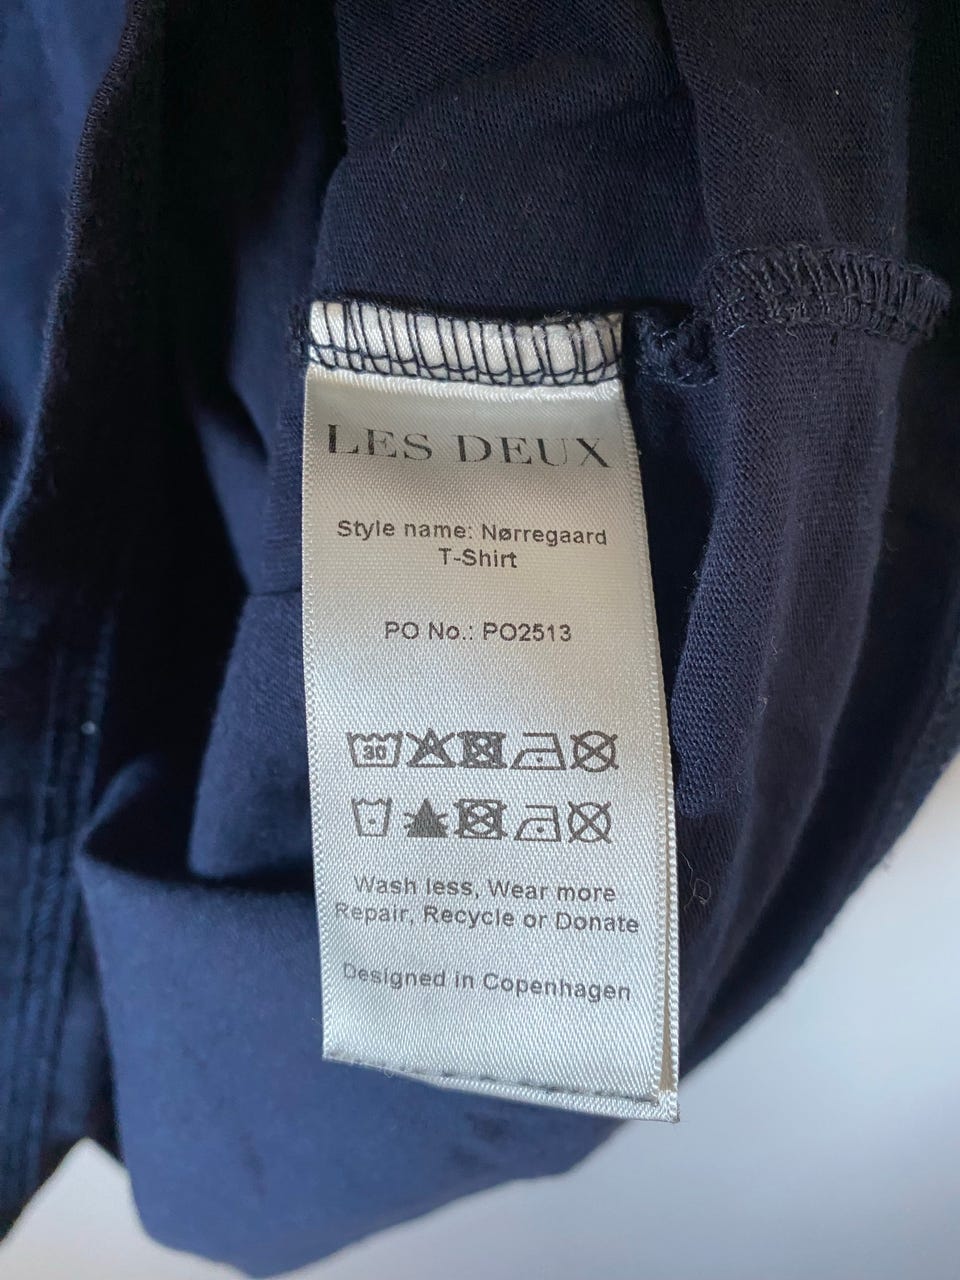 LES DEUX
Style name: Nørregaard
T-Shirt
PO No.: PO2513
30
Wash less, Wear more
Repair, Recycle or Donate
Designed in Copenhagen